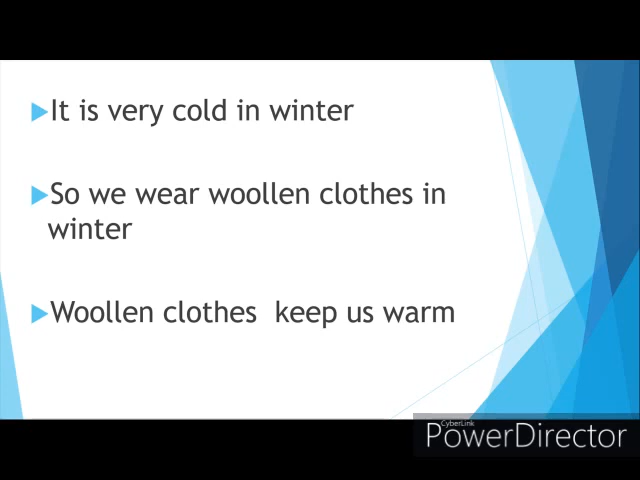 It is very cold in winter
So we wear woollen clothes in
winter
Woollen clothes  keep us warm
CyberLink
PowerDirector